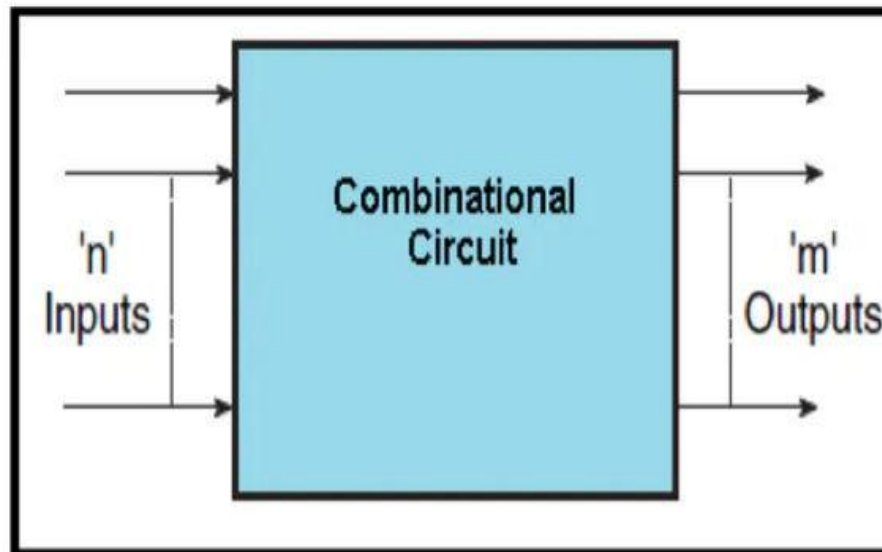 Combinational
Circuit
'n'
Inputs
'm'
Outputs